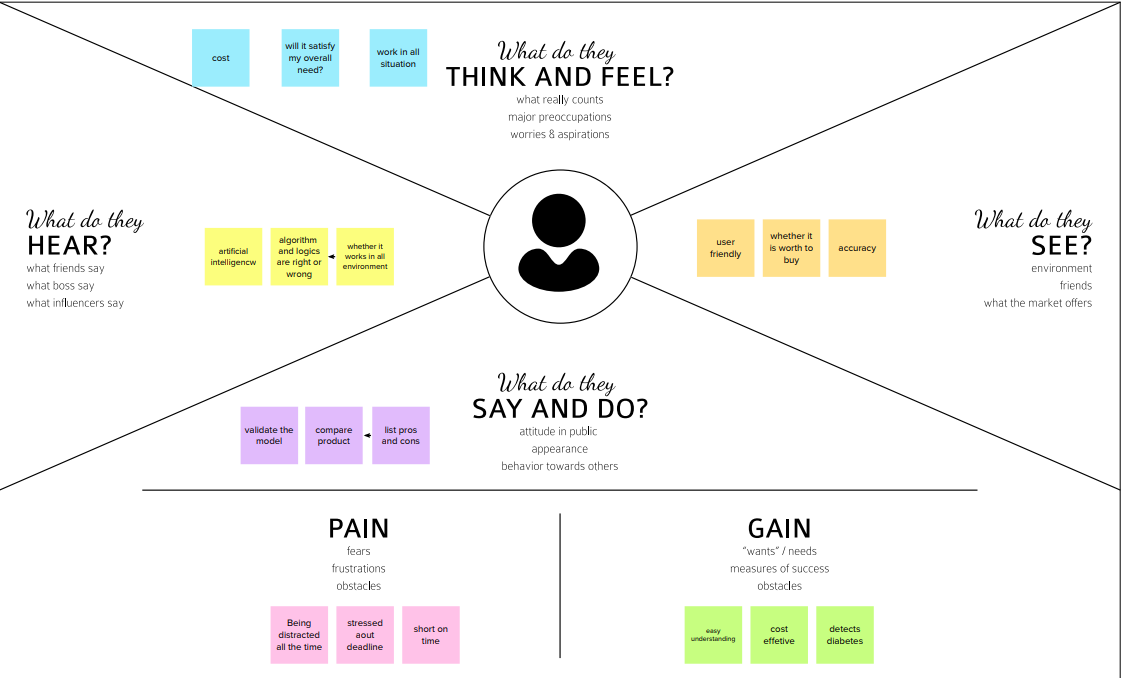 cost
will it satisfy
my overall
need?
work in all
situation
What do they
THINK AND FEEL?
what really counts
major preoccupations
worries & aspirations
What do they
HEAR?
what friends say
what boss say
what influencers say
artificial
intelligencw
algorithm
and logics
are right or
wrong
whether it
works in all
environment
user
friendly
whether it
is worth to
buy
accuracy
What do they
SEE?
environment
friends
what the market offers
What do they
SAY AND DO?
attitude in public
appearance
behavior towards others
validate the
model
compare
product
list pros
and cons
PAIN
fears
frustrations
obstacles
Being
distracted
all the time
stressed
aout
deadline
short on
time
GAIN
“wants” / needs
measures of success
obstacles
easy
understanding
cost
effetive
detects
diabetes